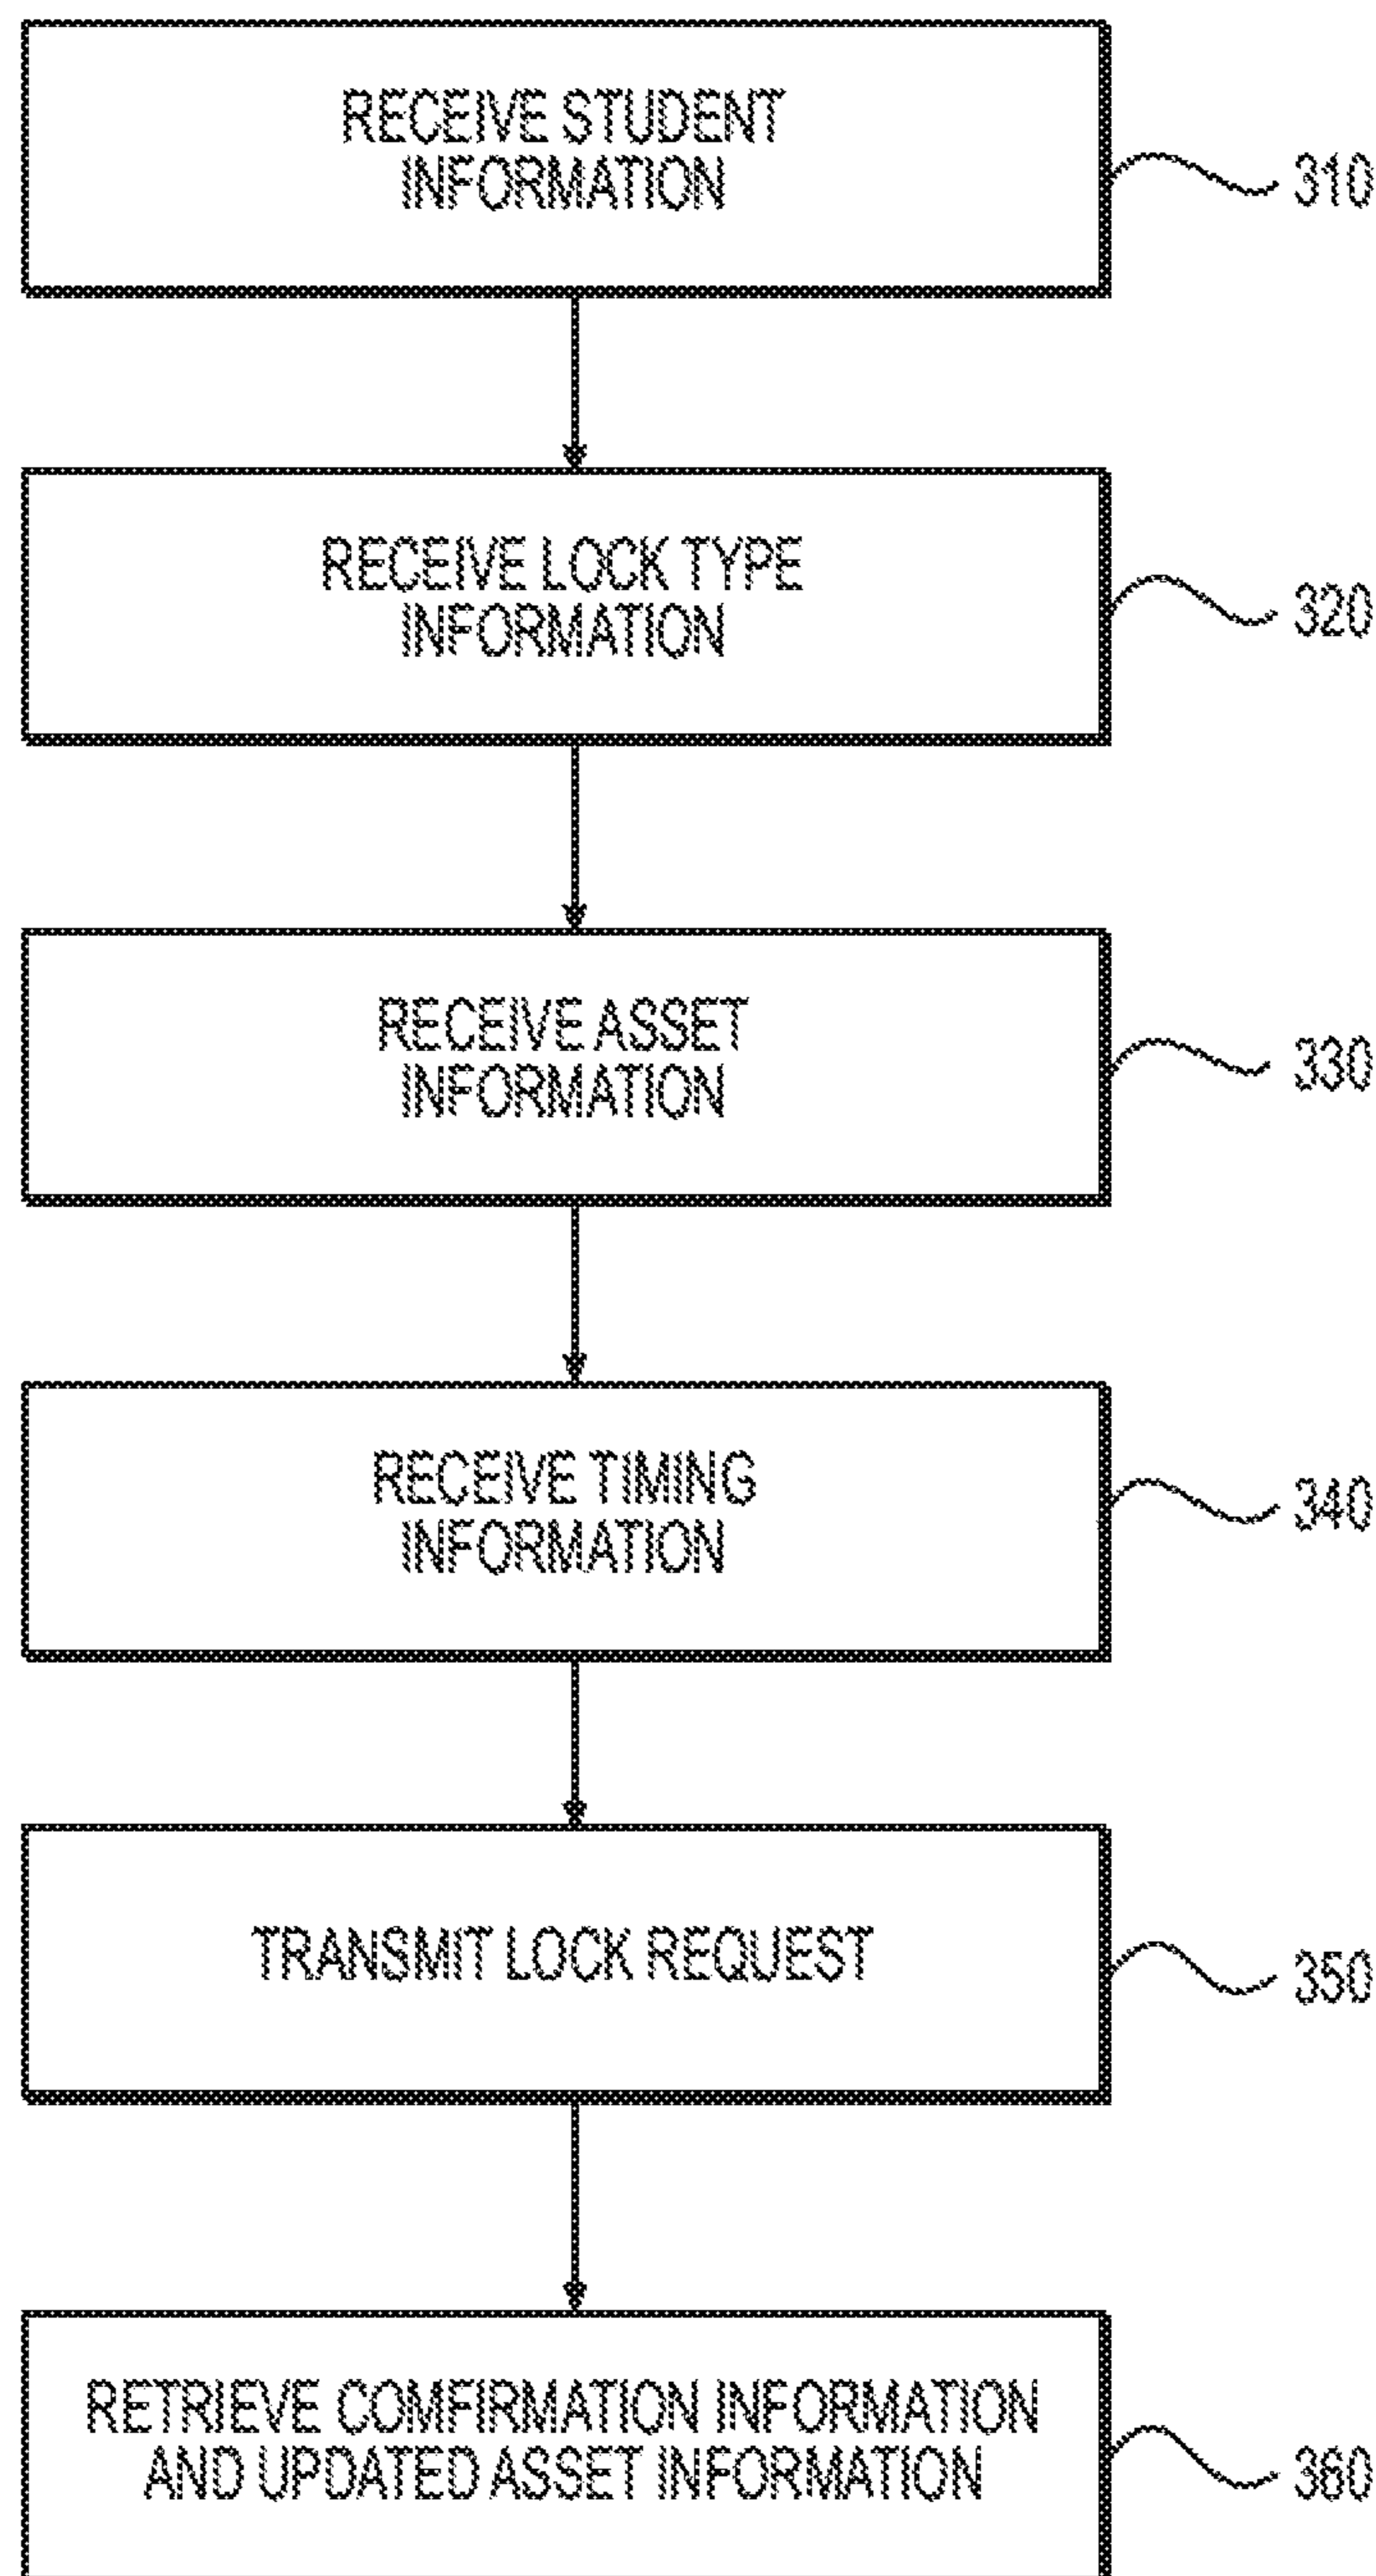 RECEIVE STUDENT
INFORMATION
310
RECEIVE LOCK TYPE
INFORMATION
320
RECEIVE ASSET
INFORMATION
330
RECEIVE TIMING
INFORMATION
340
TRANSMIT LOCK REQUEST
350
RETRIEVE COMFIRMATION INFORMATION
AND UPDATED ASSET INFORMATION
360